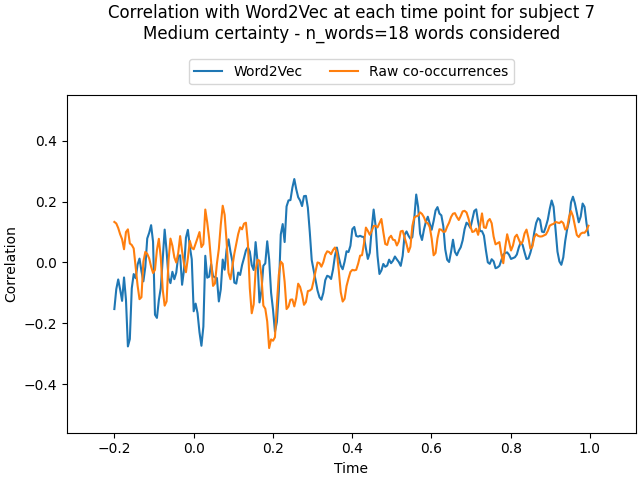 Correlation with Word2Vec at each time point for subject 7
Medium certainty - n_words=18 words considered
Word2Vec
Raw co-occurrences
Correlation
0.4
0.2
0.0
−0.2
−0.4
−0.2
0.0
0.2
0.4
0.6
0.8
1.0
Time